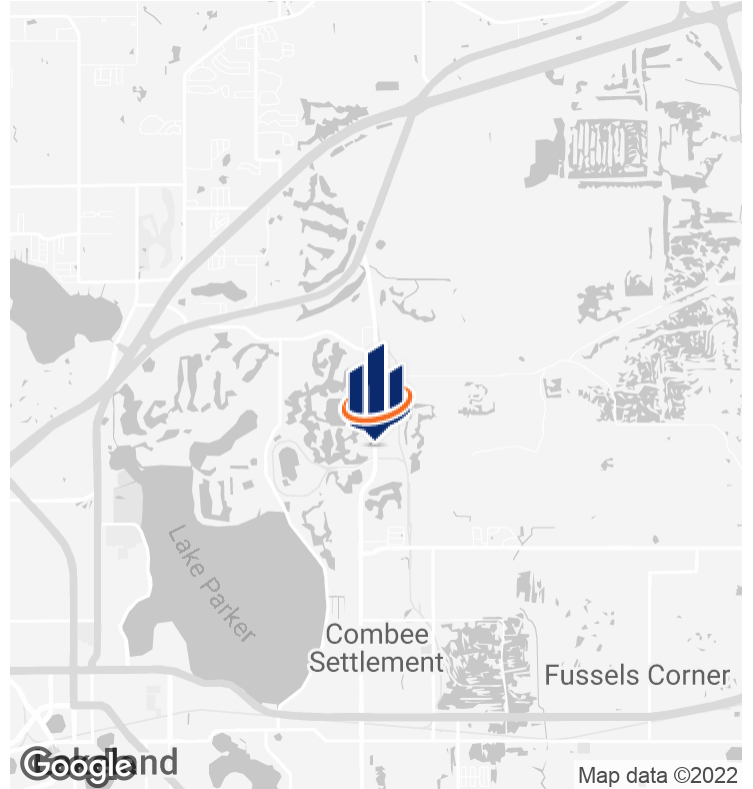 Lake Parker
Combee
Settlement
Fussels Corner
Google
Map data ©2022